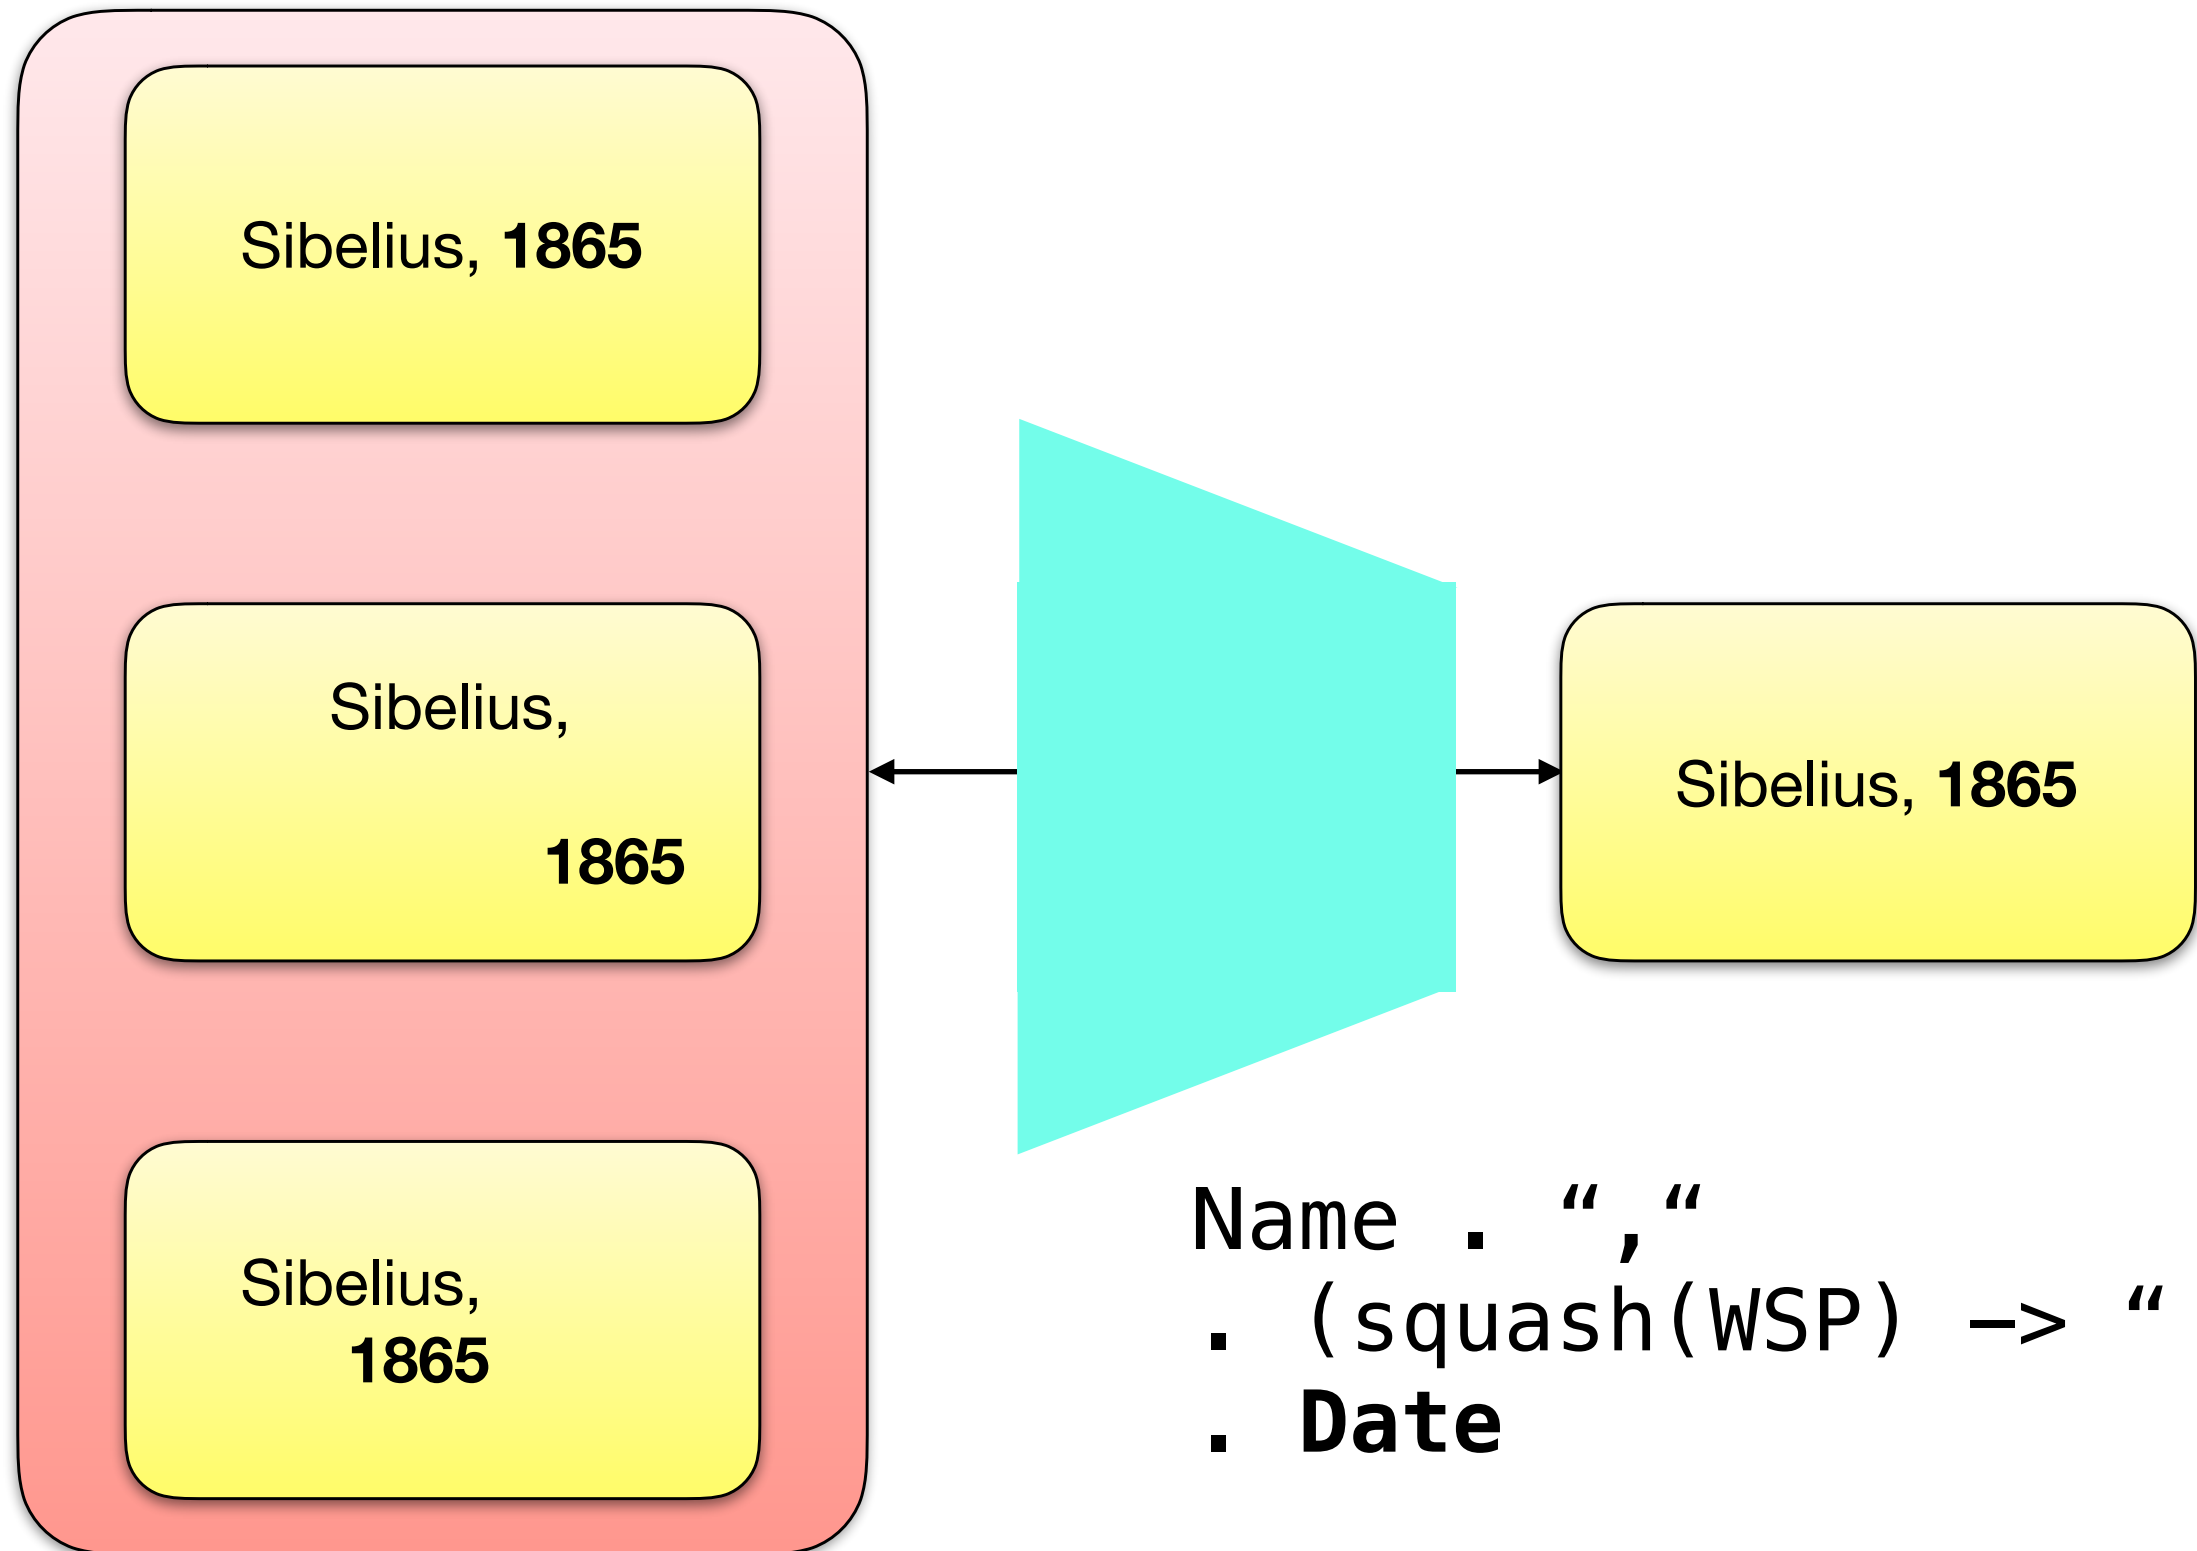 Sibelius, 1865
Sibelius,
1865
Sibelius,
1865
Sibelius, 1865
Name . “,“
. (squash(WSP) —> “
. Date